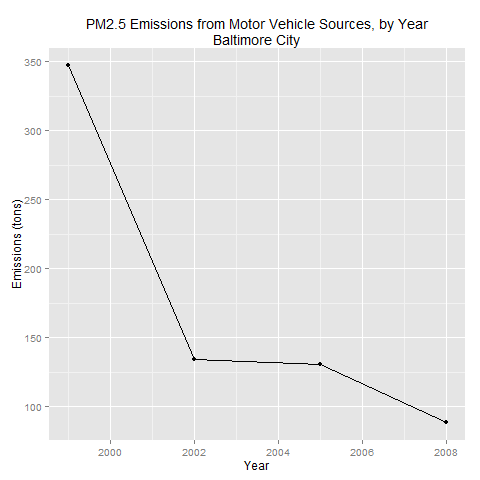 PM2.5 Emissions from Motor Vehicle Sources, by Year
Baltimore City
350
300
250
200
150
100
Emissions (tons)
2000 2002 2004 2006 2008
Year